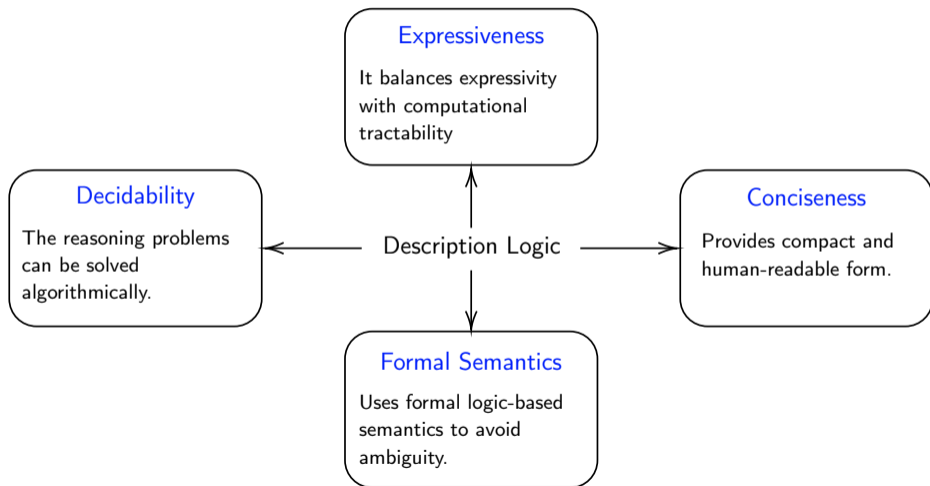 Expressiveness
It balances expressivity
with computational
tractability
Decidability
The reasoning problems
can be solved
algorithmically.
Description Logic
Conciseness
Provides compact and
human-readable form.
Formal Semantics
Uses formal logic-based
semantics to avoid
ambiguity.